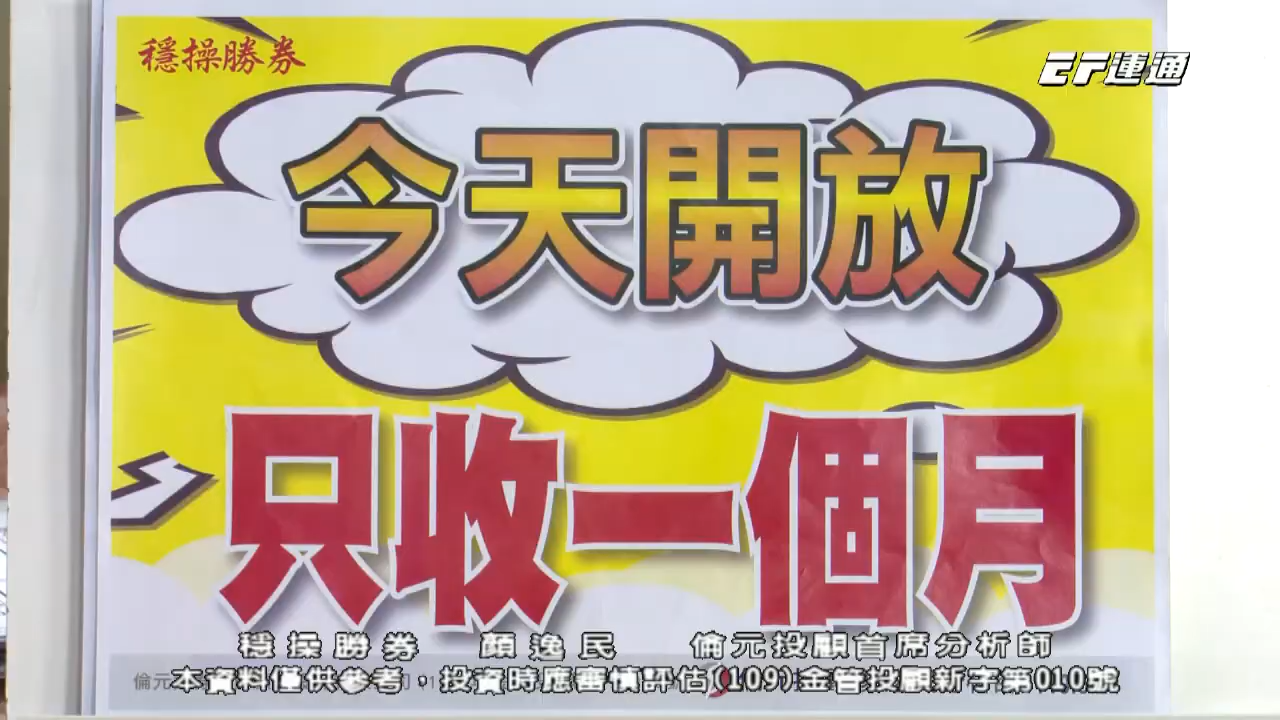 穩操勝券
EF運通
今天開放
只收一個月
穩操勝券 顏逸民 倫元投顧首席分析師
本資料僅供參考，投資時應審慎評估(109)金管投顧新字第010號
倫元